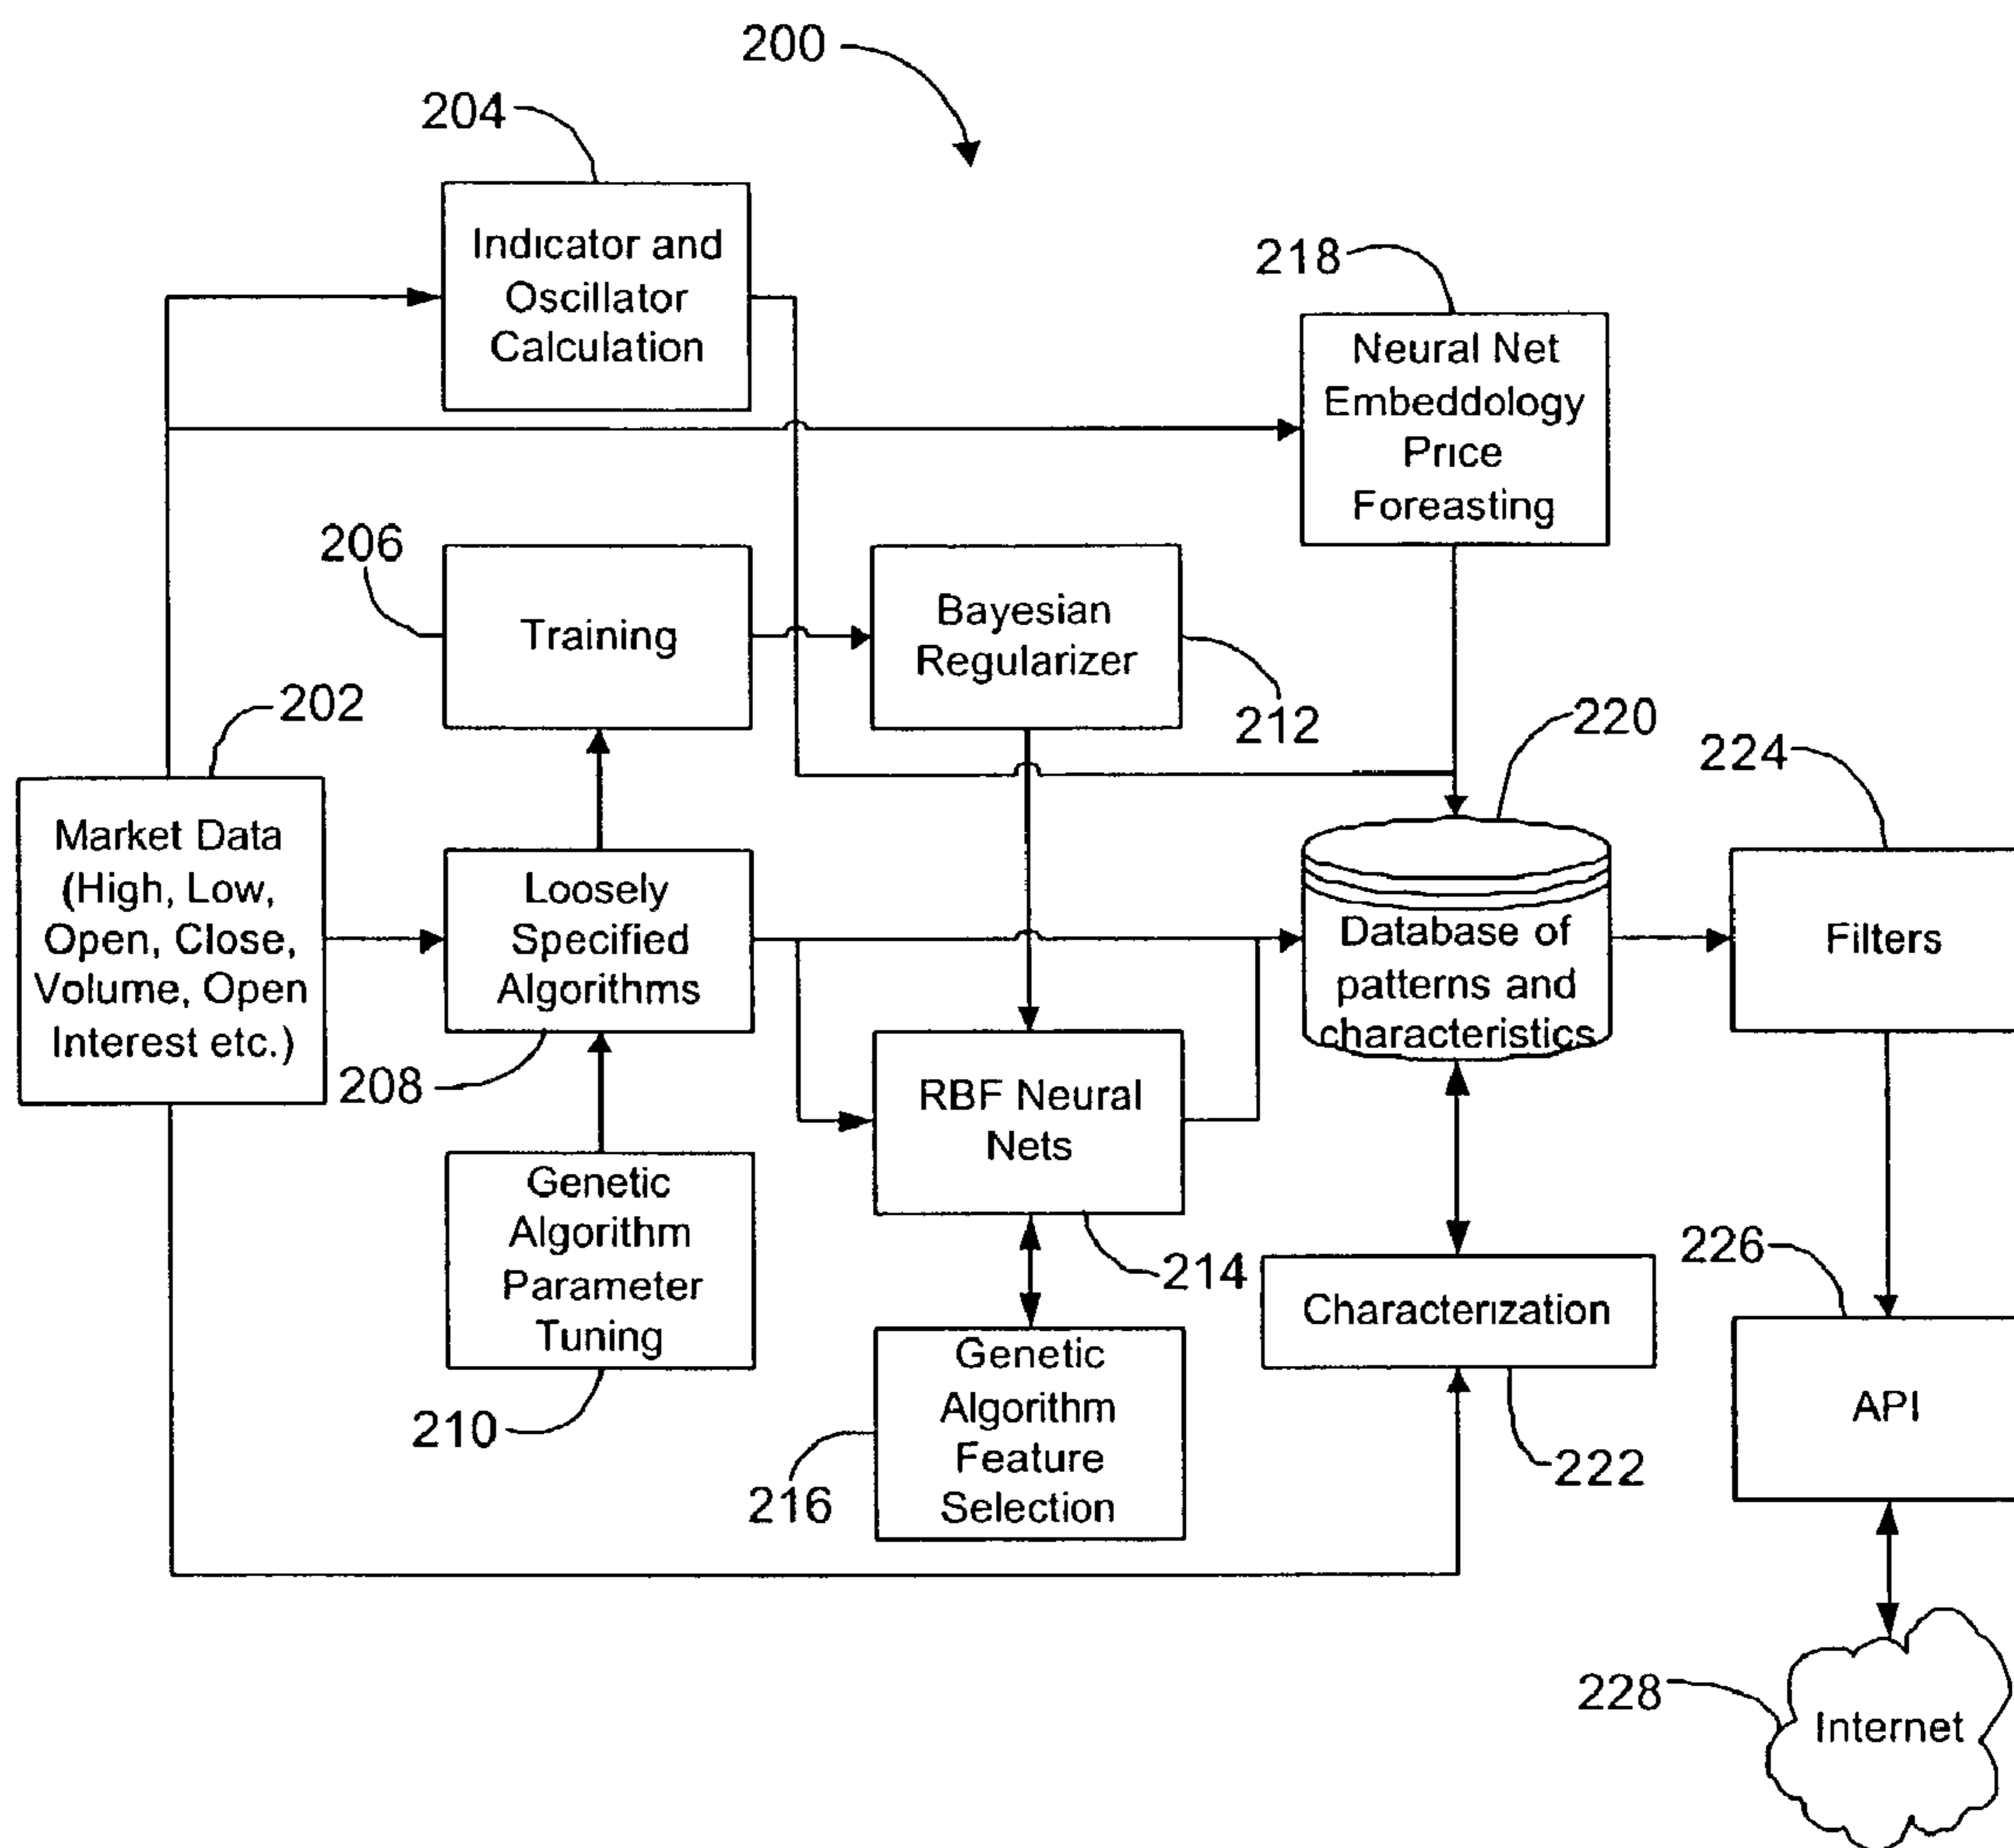 200
204
Indicator and
Oscillator
Calculation
218
Neural Net
Embeddology
Price
Foreasting
206
Training
Bayesian
Regularizer
212
202
Market Data
(High, Low,
Open, Close,
Volume, Open
Interest etc.)
Loosely
Specified
Algorithms
208
220
Database of
patterns and
characteristics
224
Filters
RBF Neural
Nets
214
Genetic
Algorithm
Parameter
Tuning
210
Genetic
Algorithm
Feature
Selection
216
Characterization
222
226
API
228
Internet